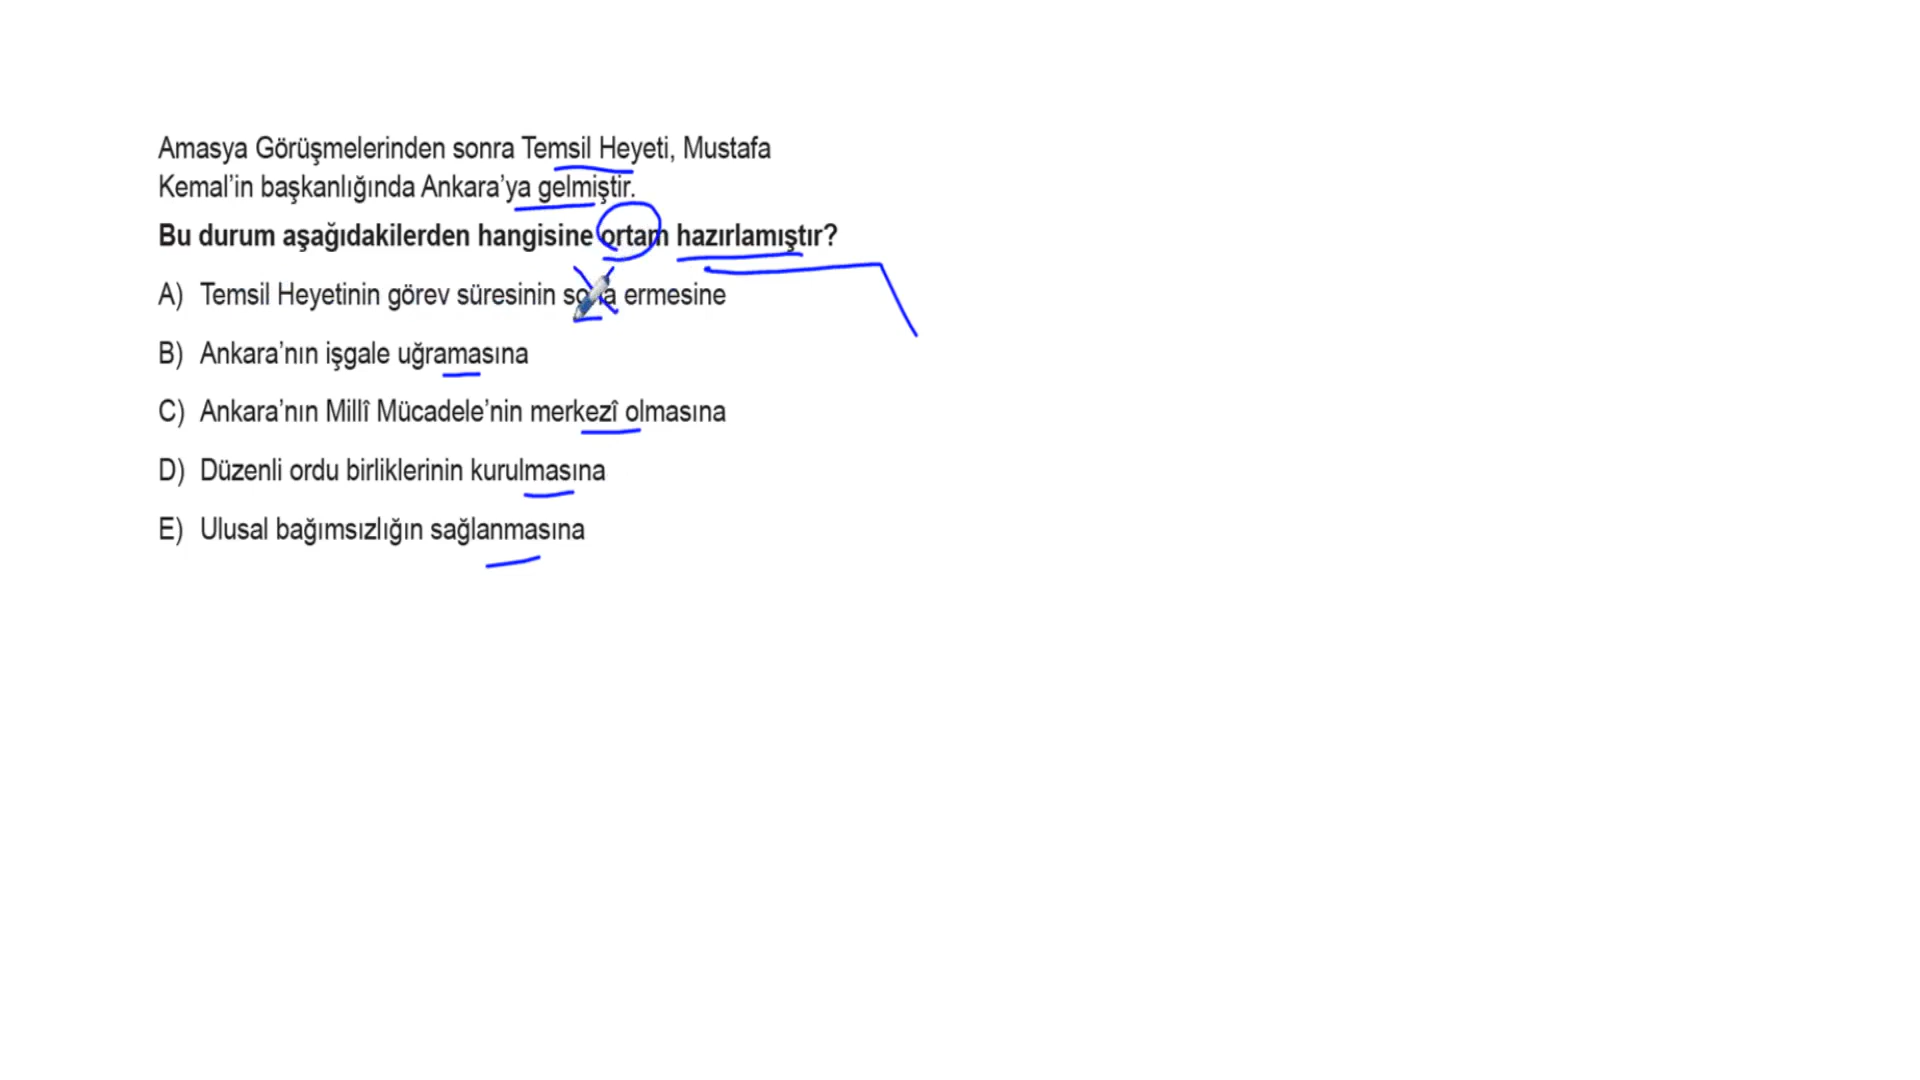 Amasya Görüşmelerinden sonra Temsil Heyeti, Mustafa
Kemal’in başkanlığında Ankara’ya gelmiştir.
Bu durum aşağıdakilerden hangisine ortam hazırlamıştır?
A) Temsil Heyetinin görev süresinin sona ermesine
B) Ankara’nın işgale uğramasına
C) Ankara’nın Millî Mücadele’nin merkezî olmasına
D) Düzenli ordu birliklerinin kurulmasına
E) Ulusal bağımsızlığın sağlanmasına